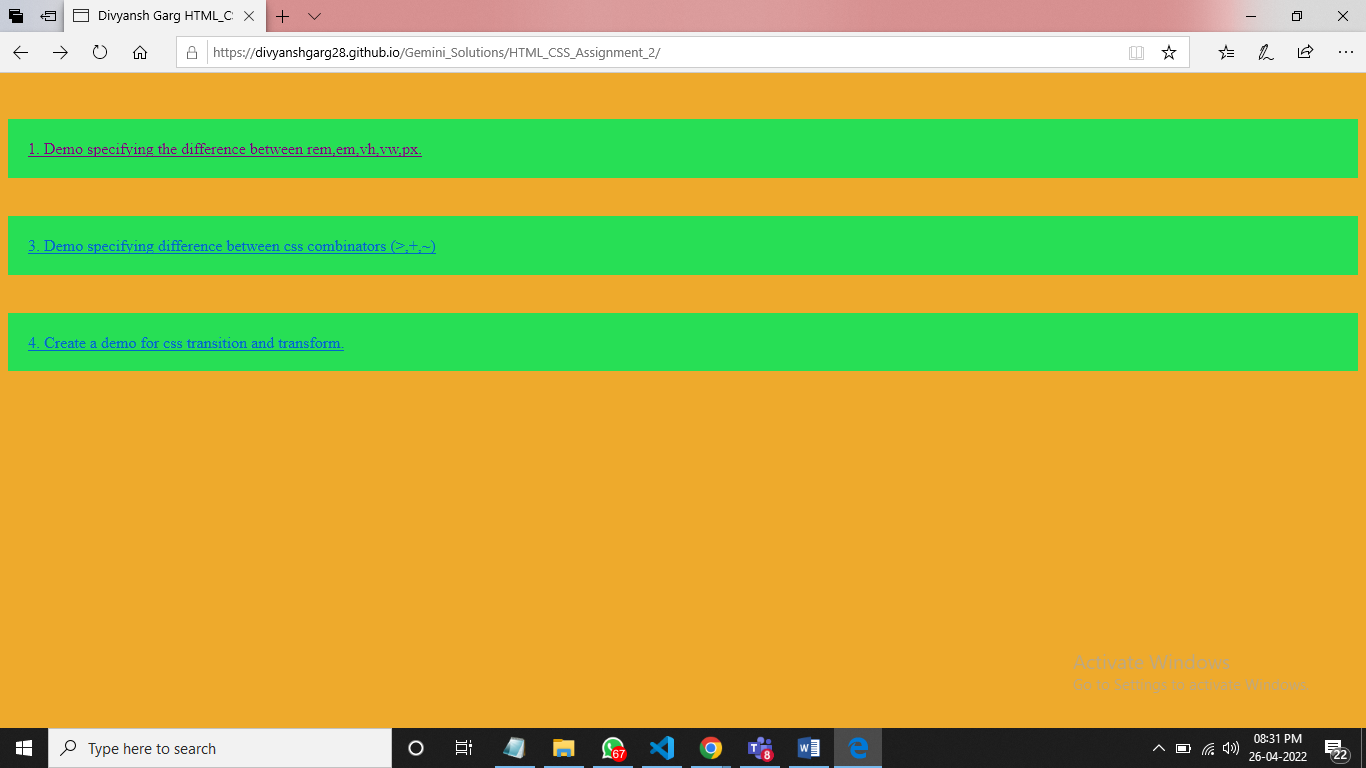 Divyansh Garg HTML_CS
https://divyanshgarg28.github.io/Gemini_Solutions/HTML_CSS_Assignment_2/
1. Demo specifying the difference between rem,em,vh,vw,px.
3. Demo specifying difference between css combinators (>,+,~)
4. Create a demo for css transition and transform.
Activate Windows
Go to Settings to activate Windows.
Type here to search
67
8
08:31 PM
26-04-2022
22